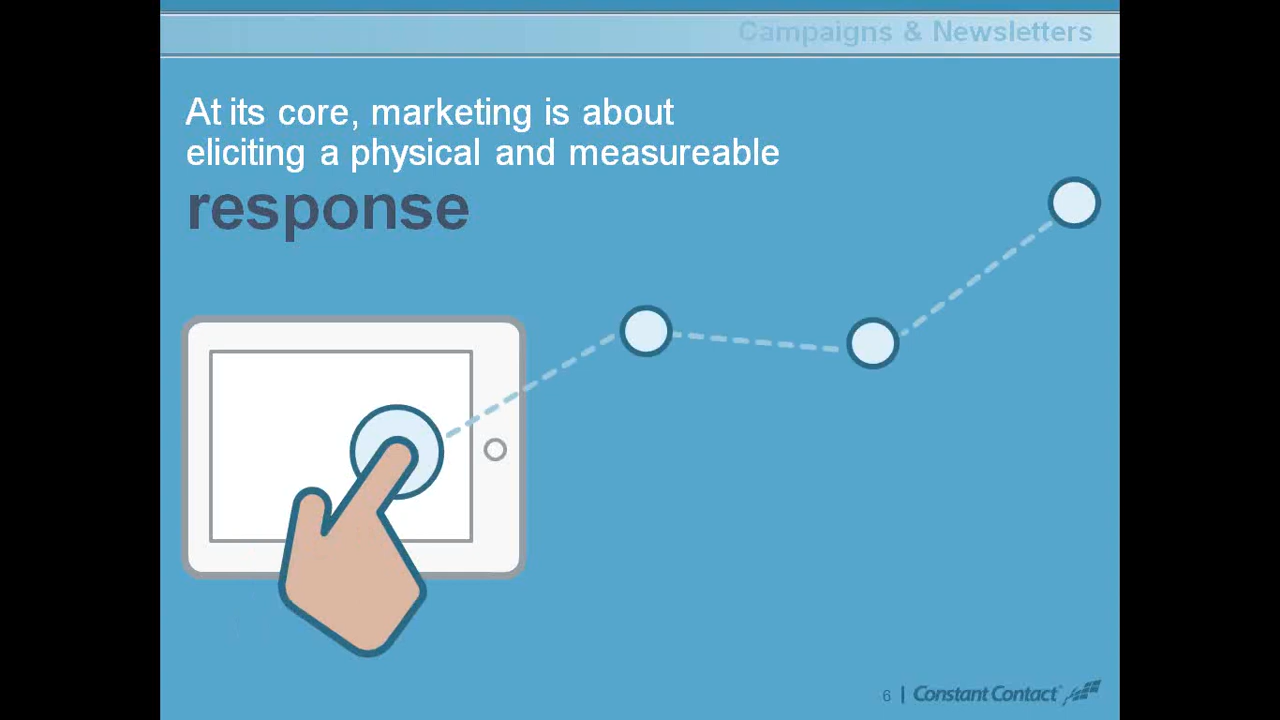 Campaigns & Newsletters
At its core, marketing is about
eliciting a physical and measureable
response
6 | Constant Contact